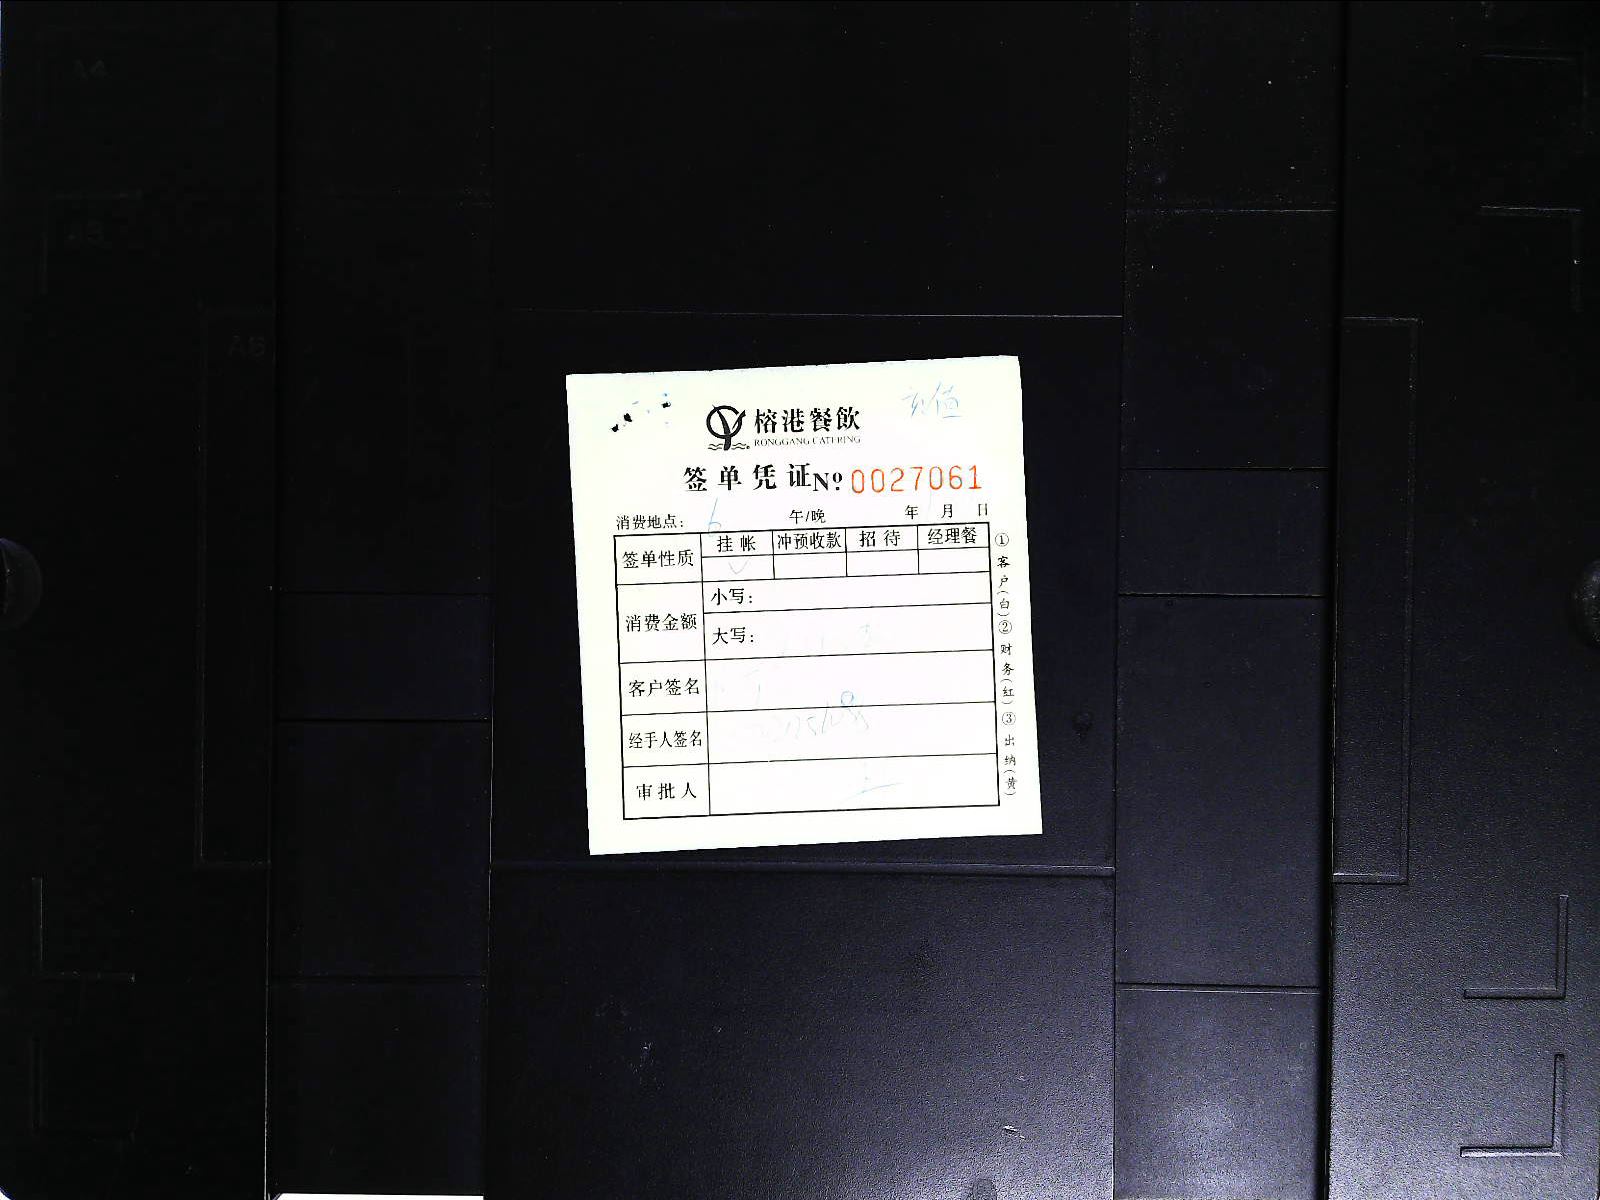 榕港餐飲
RONGGANG CATERING
签单凭证№ 0027061
消费地点： 6 午/晚 年 月 日
签单性质 挂帐 冲预收款 招待 经理餐
消费金额 小写：
大写：
客户签名
经手人签名
审批人
①客户(白)②财务(红)③出纳(黄)
A6